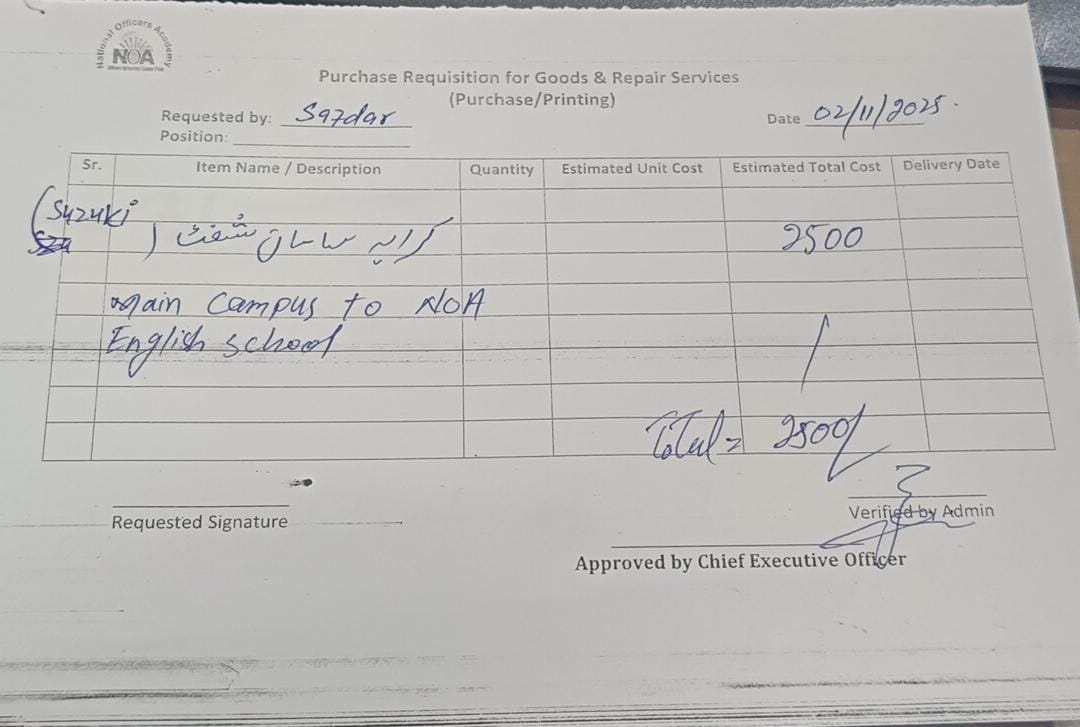 National Officers Academy
NOA
Purchase Requisition for Goods & Repair Services
(Purchase/Printing)
Requested by: Sazdar
Date 02/11/2025
Position:
Sr. Item Name / Description Quantity Estimated Unit Cost Estimated Total Cost Delivery Date
(Suzuki
کرایہ سامان شفٹ ( 2500
main campus to NOA
English school
Total = 2500/
Requested Signature
Verified by Admin
Approved by Chief Executive Officer